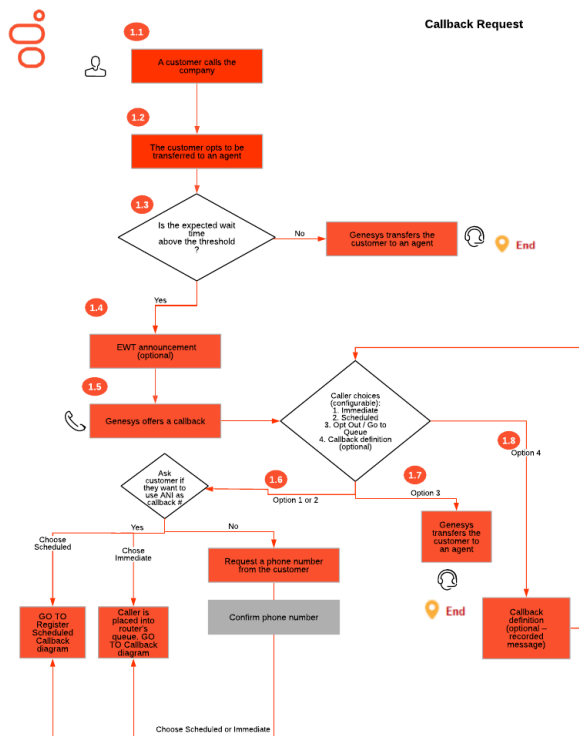 Callback Request
1.1
A customer calls the
company
1.2
The customer opts to be
transferred to an agent
1.3
Is the expected wait
time
above the threshold
?
No
Genesys transfers the
customer to an agent
End
Yes
1.4
EWT announcement
(optional)
1.5
Genesys offers a callback
Caller choices
(configurable):
1. Immediate
2. Scheduled
3. Opt Out / Go to
Queue
4. Callback definition
(optional)
1.8
Option 4
Ask
customer if
they want to
use ANI as
callback #.
1.6
Option 1 or 2
1.7
Option 3
Yes
No
Choose
Scheduled
Chose
Immediate
Request a phone number
from the customer
Genesys
transfers the
customer to
an agent
End
Confirm phone number
GO TO
Register
Scheduled
Callback
diagram
Caller is
placed into
router's
queue. GO
TO Callback
diagram.
Callback
definition
(optional –
recorded
message)
Choose Scheduled or Immediate